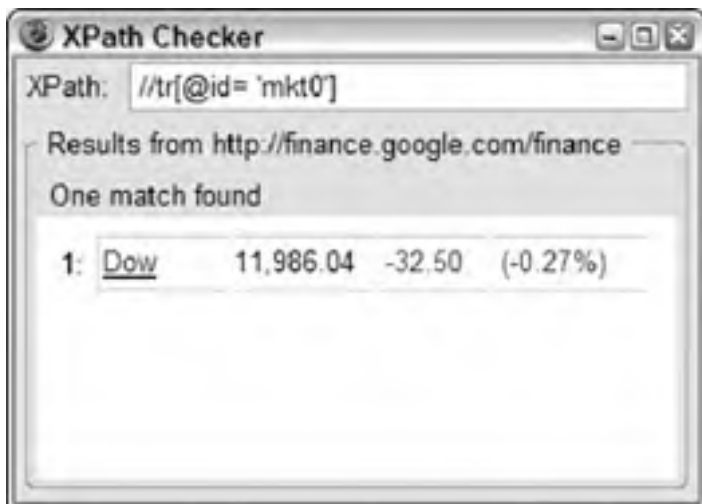 XPath Checker
XPath: //tr[@id= 'mkt0']
Results from http://finance.google.com/finance
One match found
1: Dow 11,986.04 -32.50 (-0.27%)